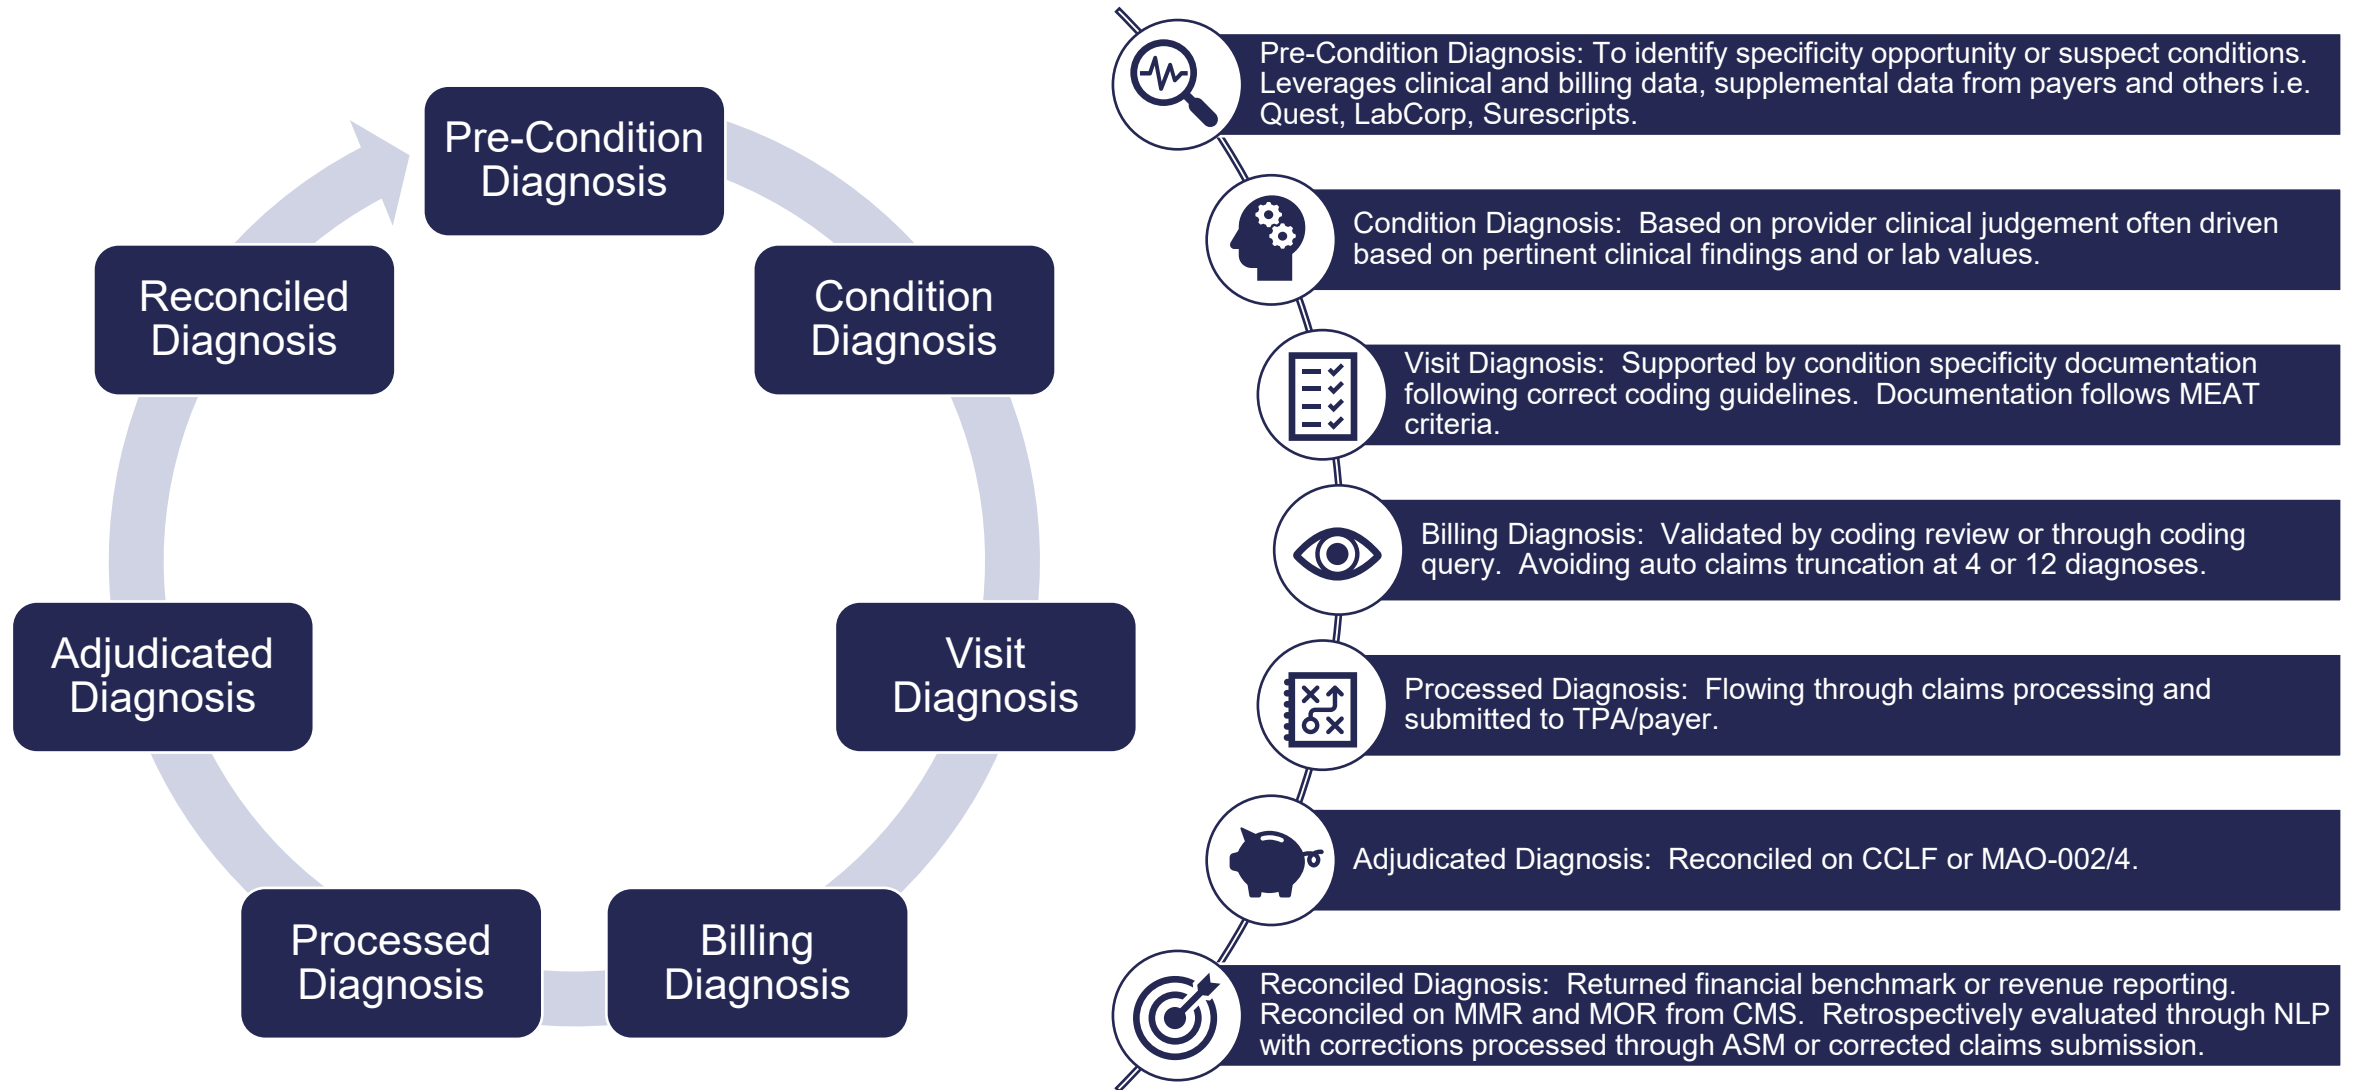 Pre-Condition
Diagnosis
Condition
Diagnosis
Visit
Diagnosis
Billing
Diagnosis
Processed
Diagnosis
Adjudicated
Diagnosis
Reconciled
Diagnosis
Pre-Condition Diagnosis: To identify specificity opportunity or suspect conditions.
Leverages clinical and billing data, supplemental data from payers and others i.e.
Quest, LabCorp, Surescripts.
Condition Diagnosis:  Based on provider clinical judgement often driven
based on pertinent clinical findings and or lab values.
Visit Diagnosis:  Supported by condition specificity documentation
following correct coding guidelines.  Documentation follows MEAT
criteria.
Billing Diagnosis:  Validated by coding review or through coding
query.  Avoiding auto claims truncation at 4 or 12 diagnoses.
Processed Diagnosis:  Flowing through claims processing and
submitted to TPA/payer.
Adjudicated Diagnosis:  Reconciled on CCLF or MAO-002/4.
Reconciled Diagnosis:  Returned financial benchmark or revenue reporting.
Reconciled on MMR and MOR from CMS.  Retrospectively evaluated through NLP
with corrections processed through ASM or corrected claims submission.